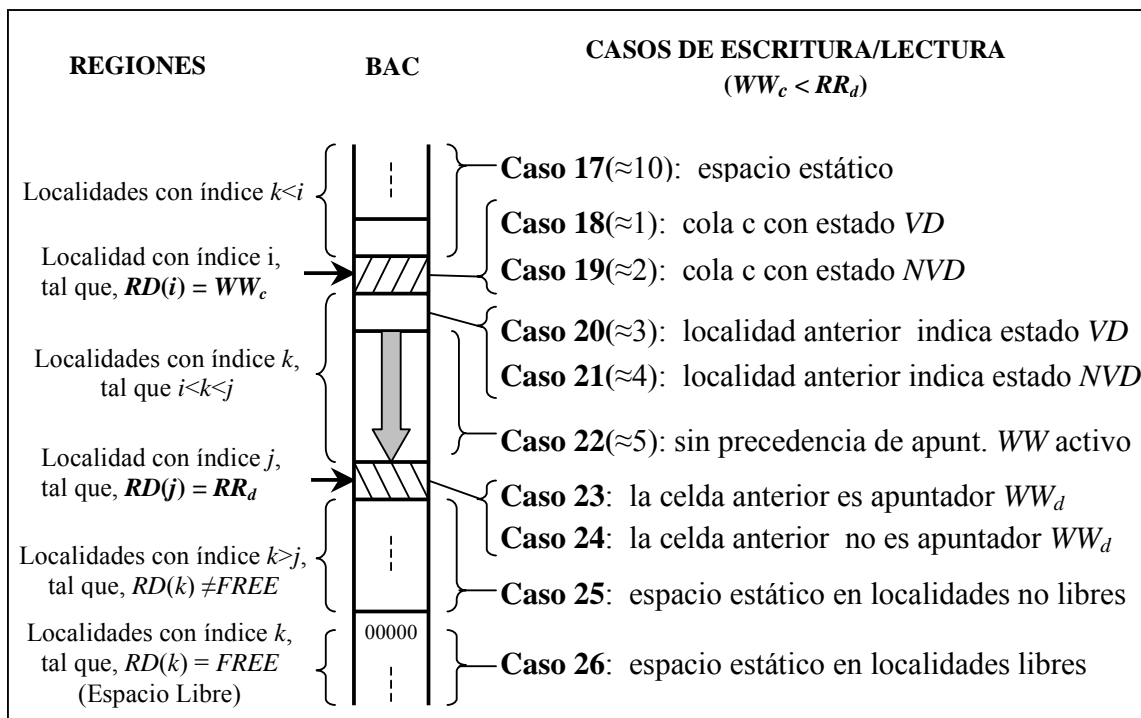 REGIONES
BAC
CASOS DE ESCRITURA/LECTURA
(WWc < RRd)
Localidades con índice k<i
Caso 17(≈10): espacio estático
Localidad con índice i,
tal que, RD(i) = WWc
Caso 18(≈1): cola c con estado VD
Caso 19(≈2): cola c con estado NVD
Localidades con índice k,
tal que i<k<j
Caso 20(≈3): localidad anterior indica estado VD
Caso 21(≈4): localidad anterior indica estado NVD
Caso 22(≈5): sin precedencia de apunt. WW activo
Localidad con índice j,
tal que, RD(j) = RRd
Caso 23: la celda anterior es apuntador WWd
Caso 24: la celda anterior no es apuntador WWd
Localidades con índice k>j,
tal que, RD(k) ≠FREE
Caso 25: espacio estático en localidades no libres
Localidades con índice k,
tal que, RD(k) = FREE
(Espacio Libre)
00000
Caso 26: espacio estático en localidades libres